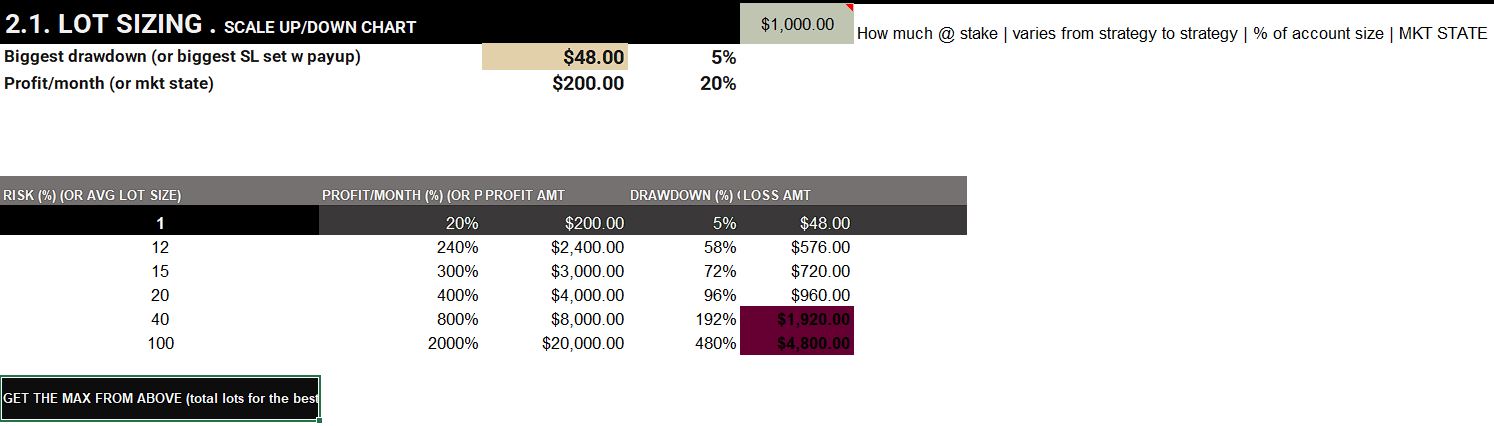 2.1. LOT SIZING . SCALE UP/DOWN CHART $1,000.00 How much @ stake | varies from strategy to strategy | % of account size | MKT STATE
Biggest drawdown (or biggest SL set w payup) $48.00 5%
Profit/month (or mkt state) $200.00 20%
RISK (%) (OR AVG LOT SIZE) PROFIT/MONTH (%) (OR P PROFIT AMT DRAWDOWN (%) ( LOSS AMT
1 20% $200.00 5% $48.00
12 240% $2,400.00 58% $576.00
15 300% $3,000.00 72% $720.00
20 400% $4,000.00 96% $960.00
40 800% $8,000.00 192% $1,920.00
100 2000% $20,000.00 480% $4,800.00
GET THE MAX FROM ABOVE (total lots for the best